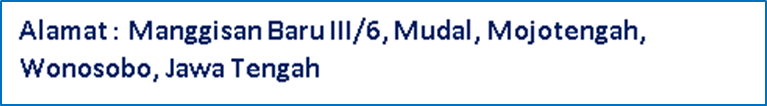 Alamat : Manggisan Baru III/6, Mudal, Mojotengah,
Wonosobo, Jawa Tengah